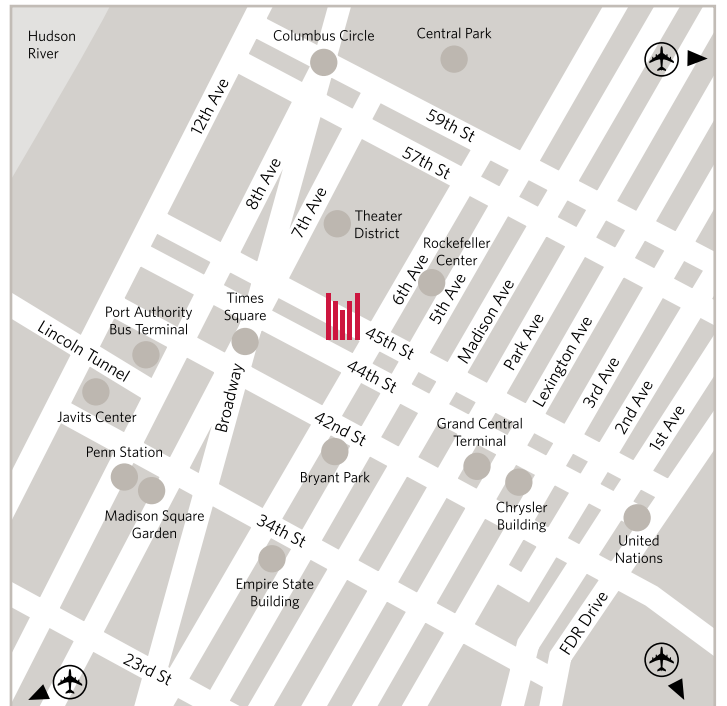 Hudson
River
Columbus Circle
Central Park
12th Ave
59th St
57th St
8th Ave
7th Ave
Theater
District
Rockefeller
Center
6th Ave
5th Ave
Madison Ave
Park Ave
Lexington Ave
3rd Ave
2nd Ave
1st Ave
Port Authority
Bus Terminal
Times
Square
45th St
44th St
Lincoln Tunnel
Javits Center
Broadway
42nd St
Grand Central
Terminal
Penn Station
Bryant Park
Madison Square
Garden
Chrysler
Building
34th St
United
Nations
Empire State
Building
FDR Drive
23rd St